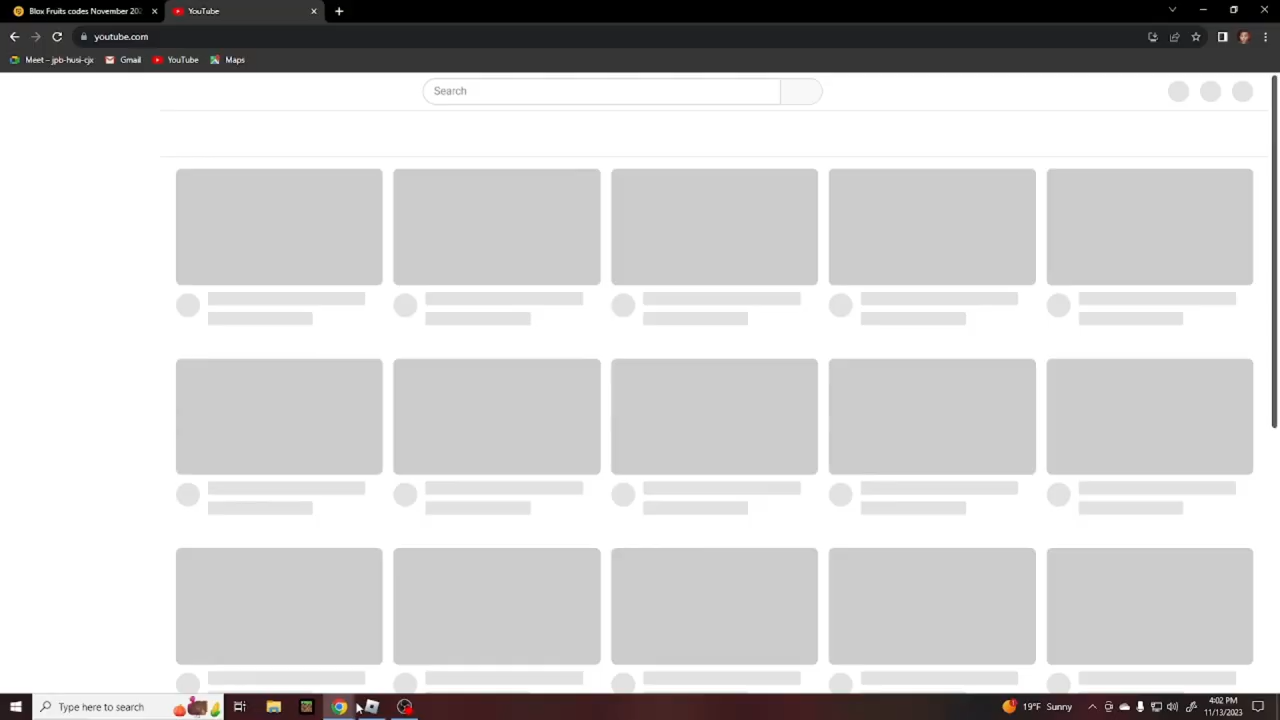 Blox Fruits codes November 202
YouTube
youtube.com
Meet – jpb-husi-cjx
Gmail
YouTube
Maps
Search
Type here to search
19°F Sunny
4:02 PM
11/13/2023